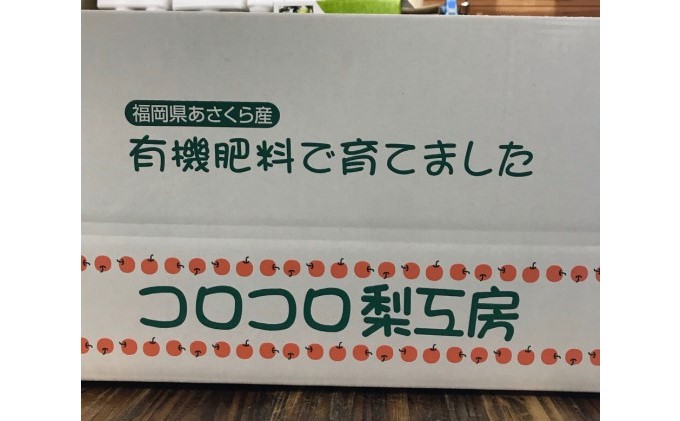 福岡県あさくら産
有機肥料で育てました
コロコロ梨工房